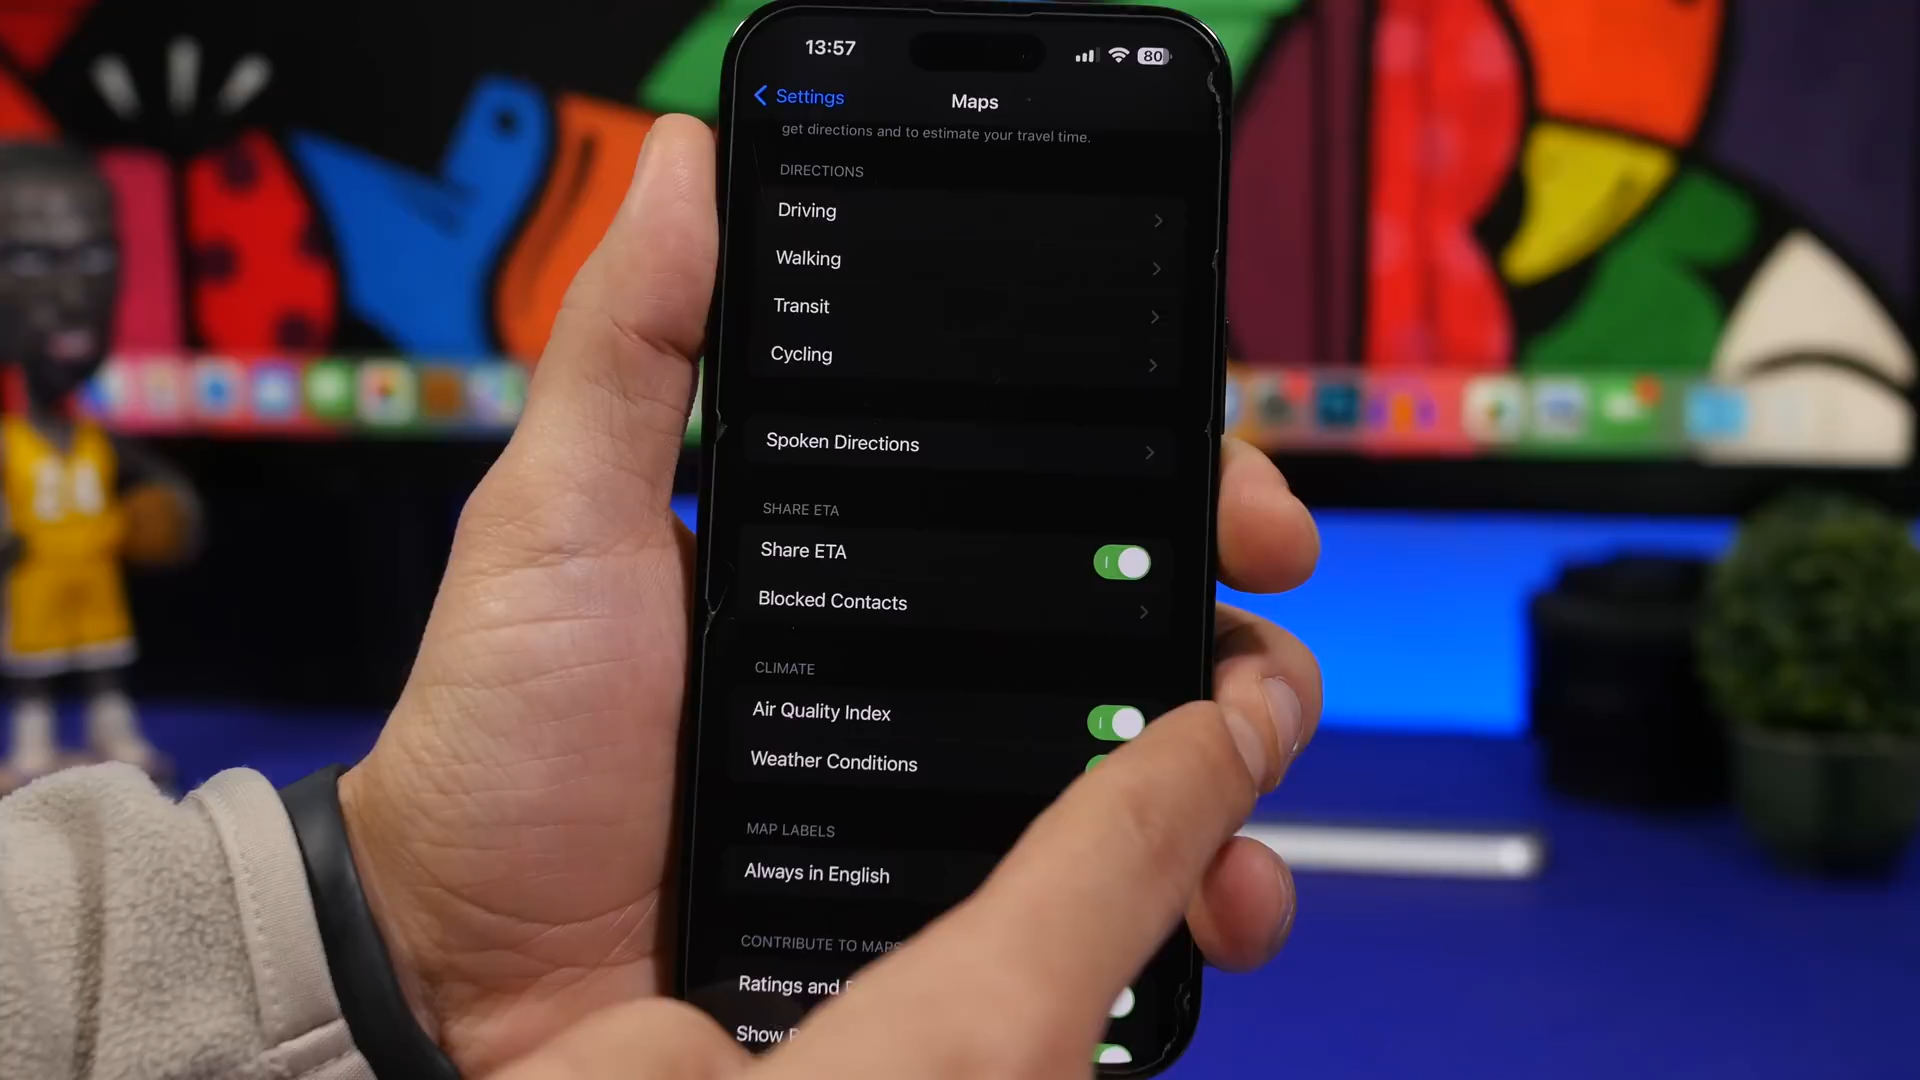 13:57
80
Settings
Maps
get directions and to estimate your travel time.
DIRECTIONS
Driving
Walking
Transit
Cycling
Spoken Directions
SHARE ETA
Share ETA
Blocked Contacts
CLIMATE
Air Quality Index
Weather Conditions
MAP LABELS
Always in English
CONTRIBUTE TO MAPS
Ratings and
Show
24